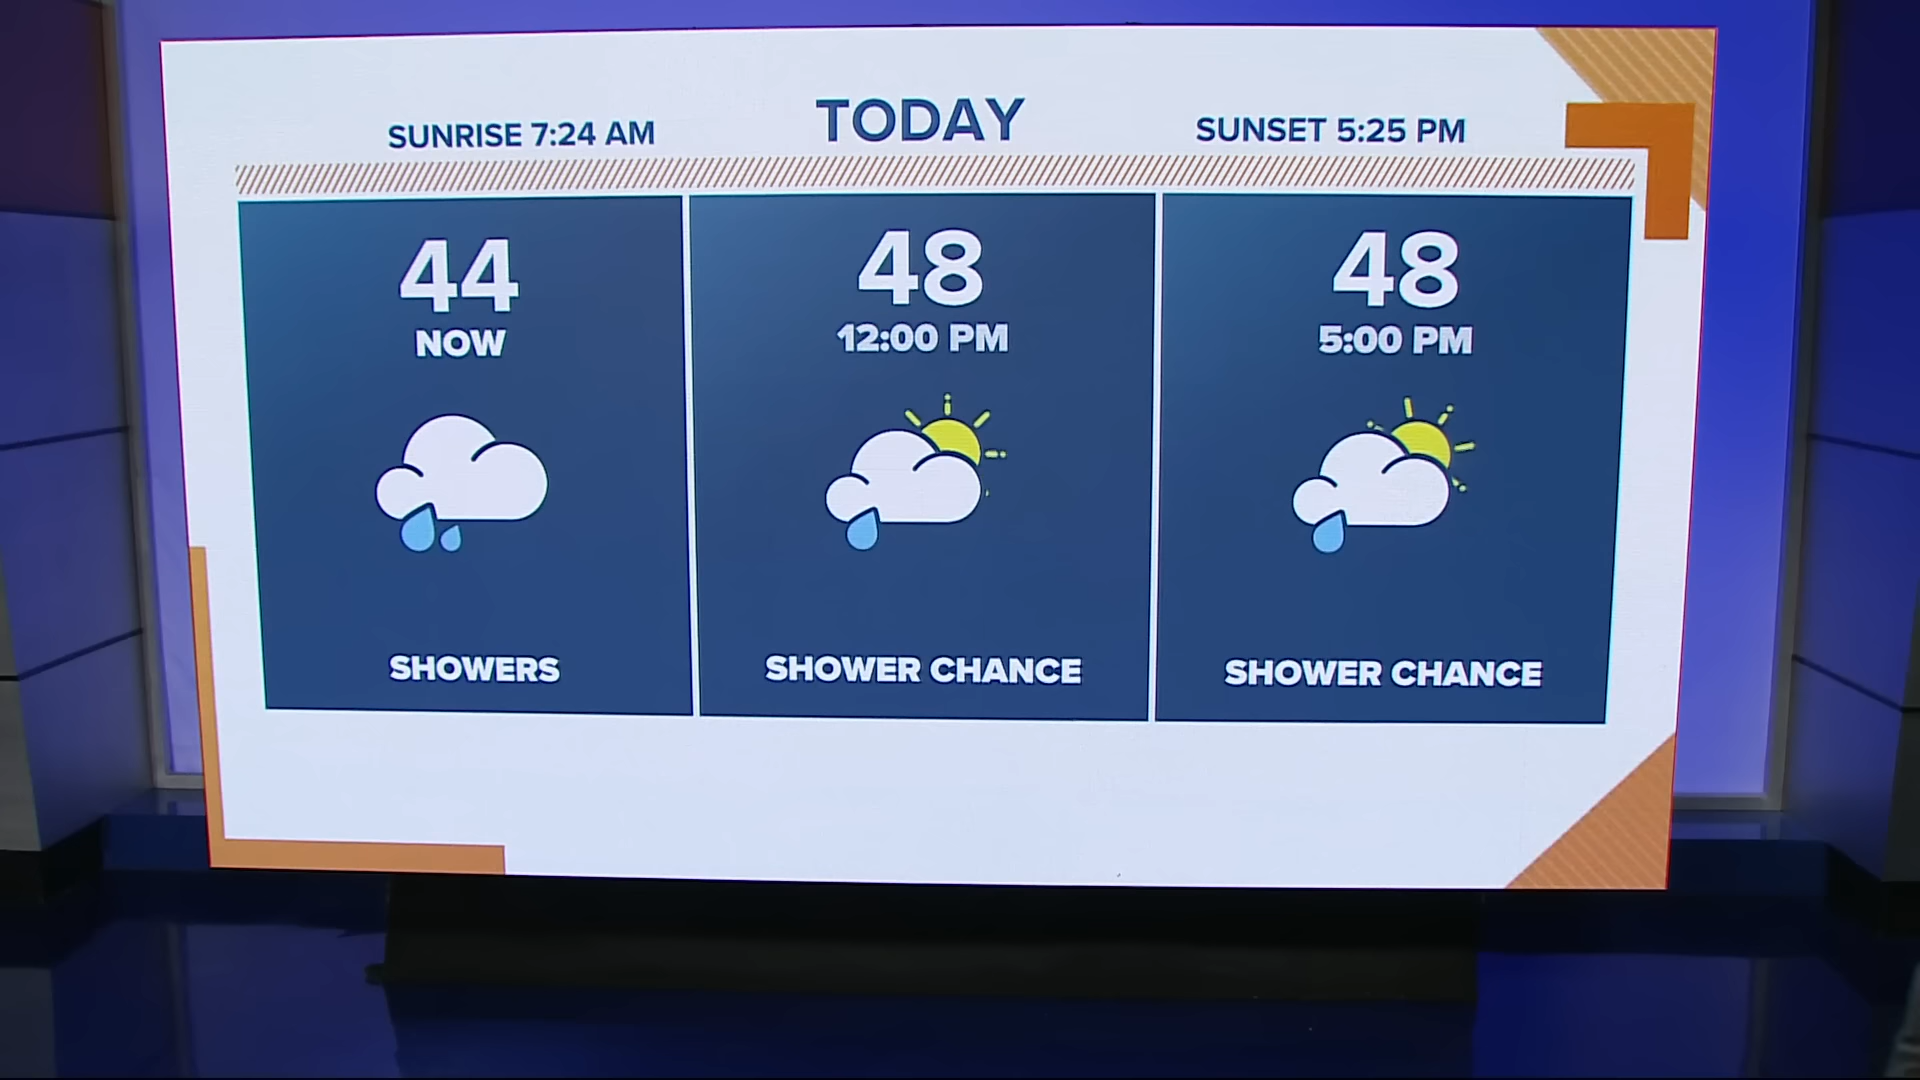 TODAY
SUNRISE 7:24 AM
SUNSET 5:25 PM
44
NOW
SHOWERS
48
12:00 PM
SHOWER CHANCE
48
5:00 PM
SHOWER CHANCE